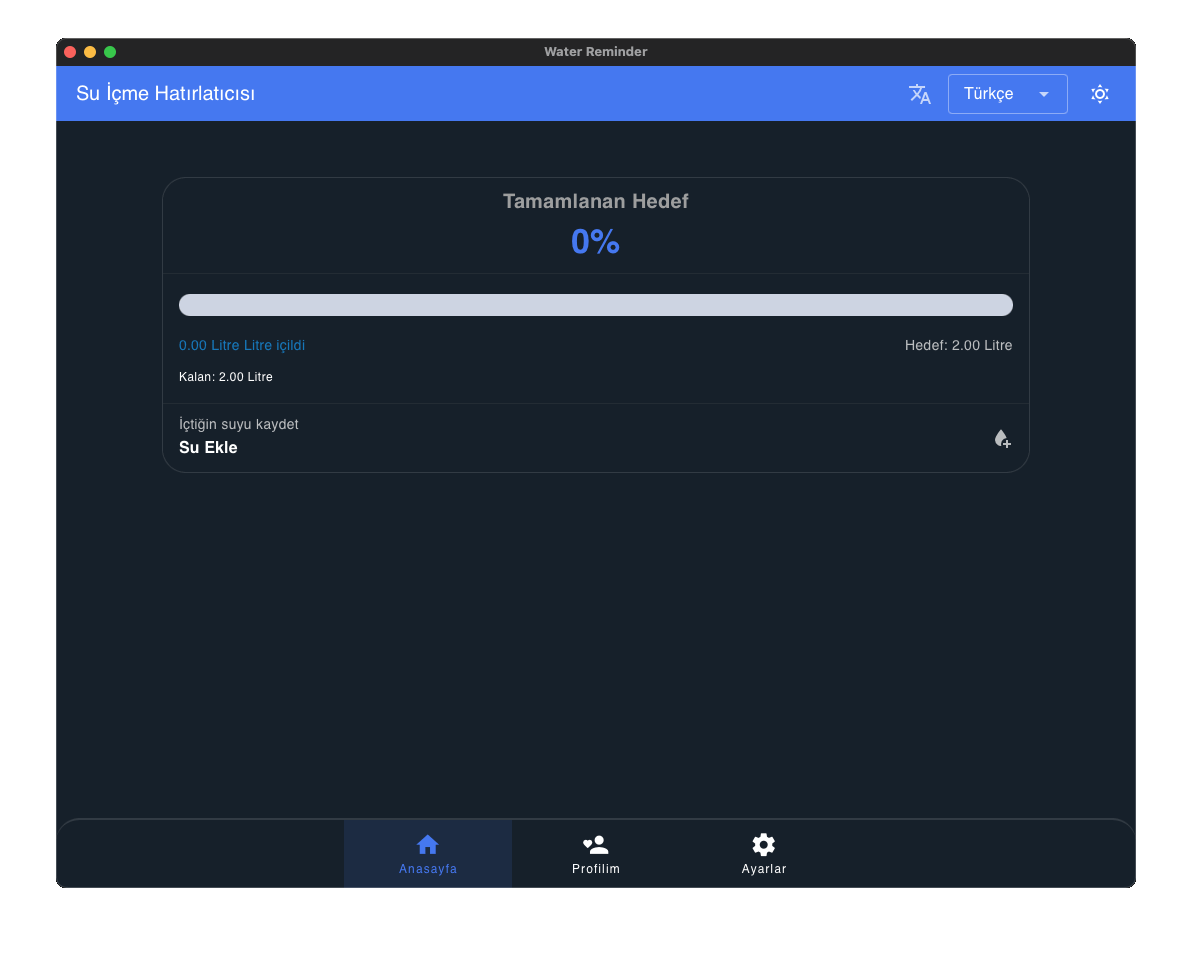 Water Reminder
Su İçme Hatırlatıcısı
Türkçe
Tamamlanan Hedef
0%
0.00 Litre Litre içildi
Hedef: 2.00 Litre
Kalan: 2.00 Litre
İçtiğin suyu kaydet
Su Ekle
Anasayfa
Profilim
Ayarlar